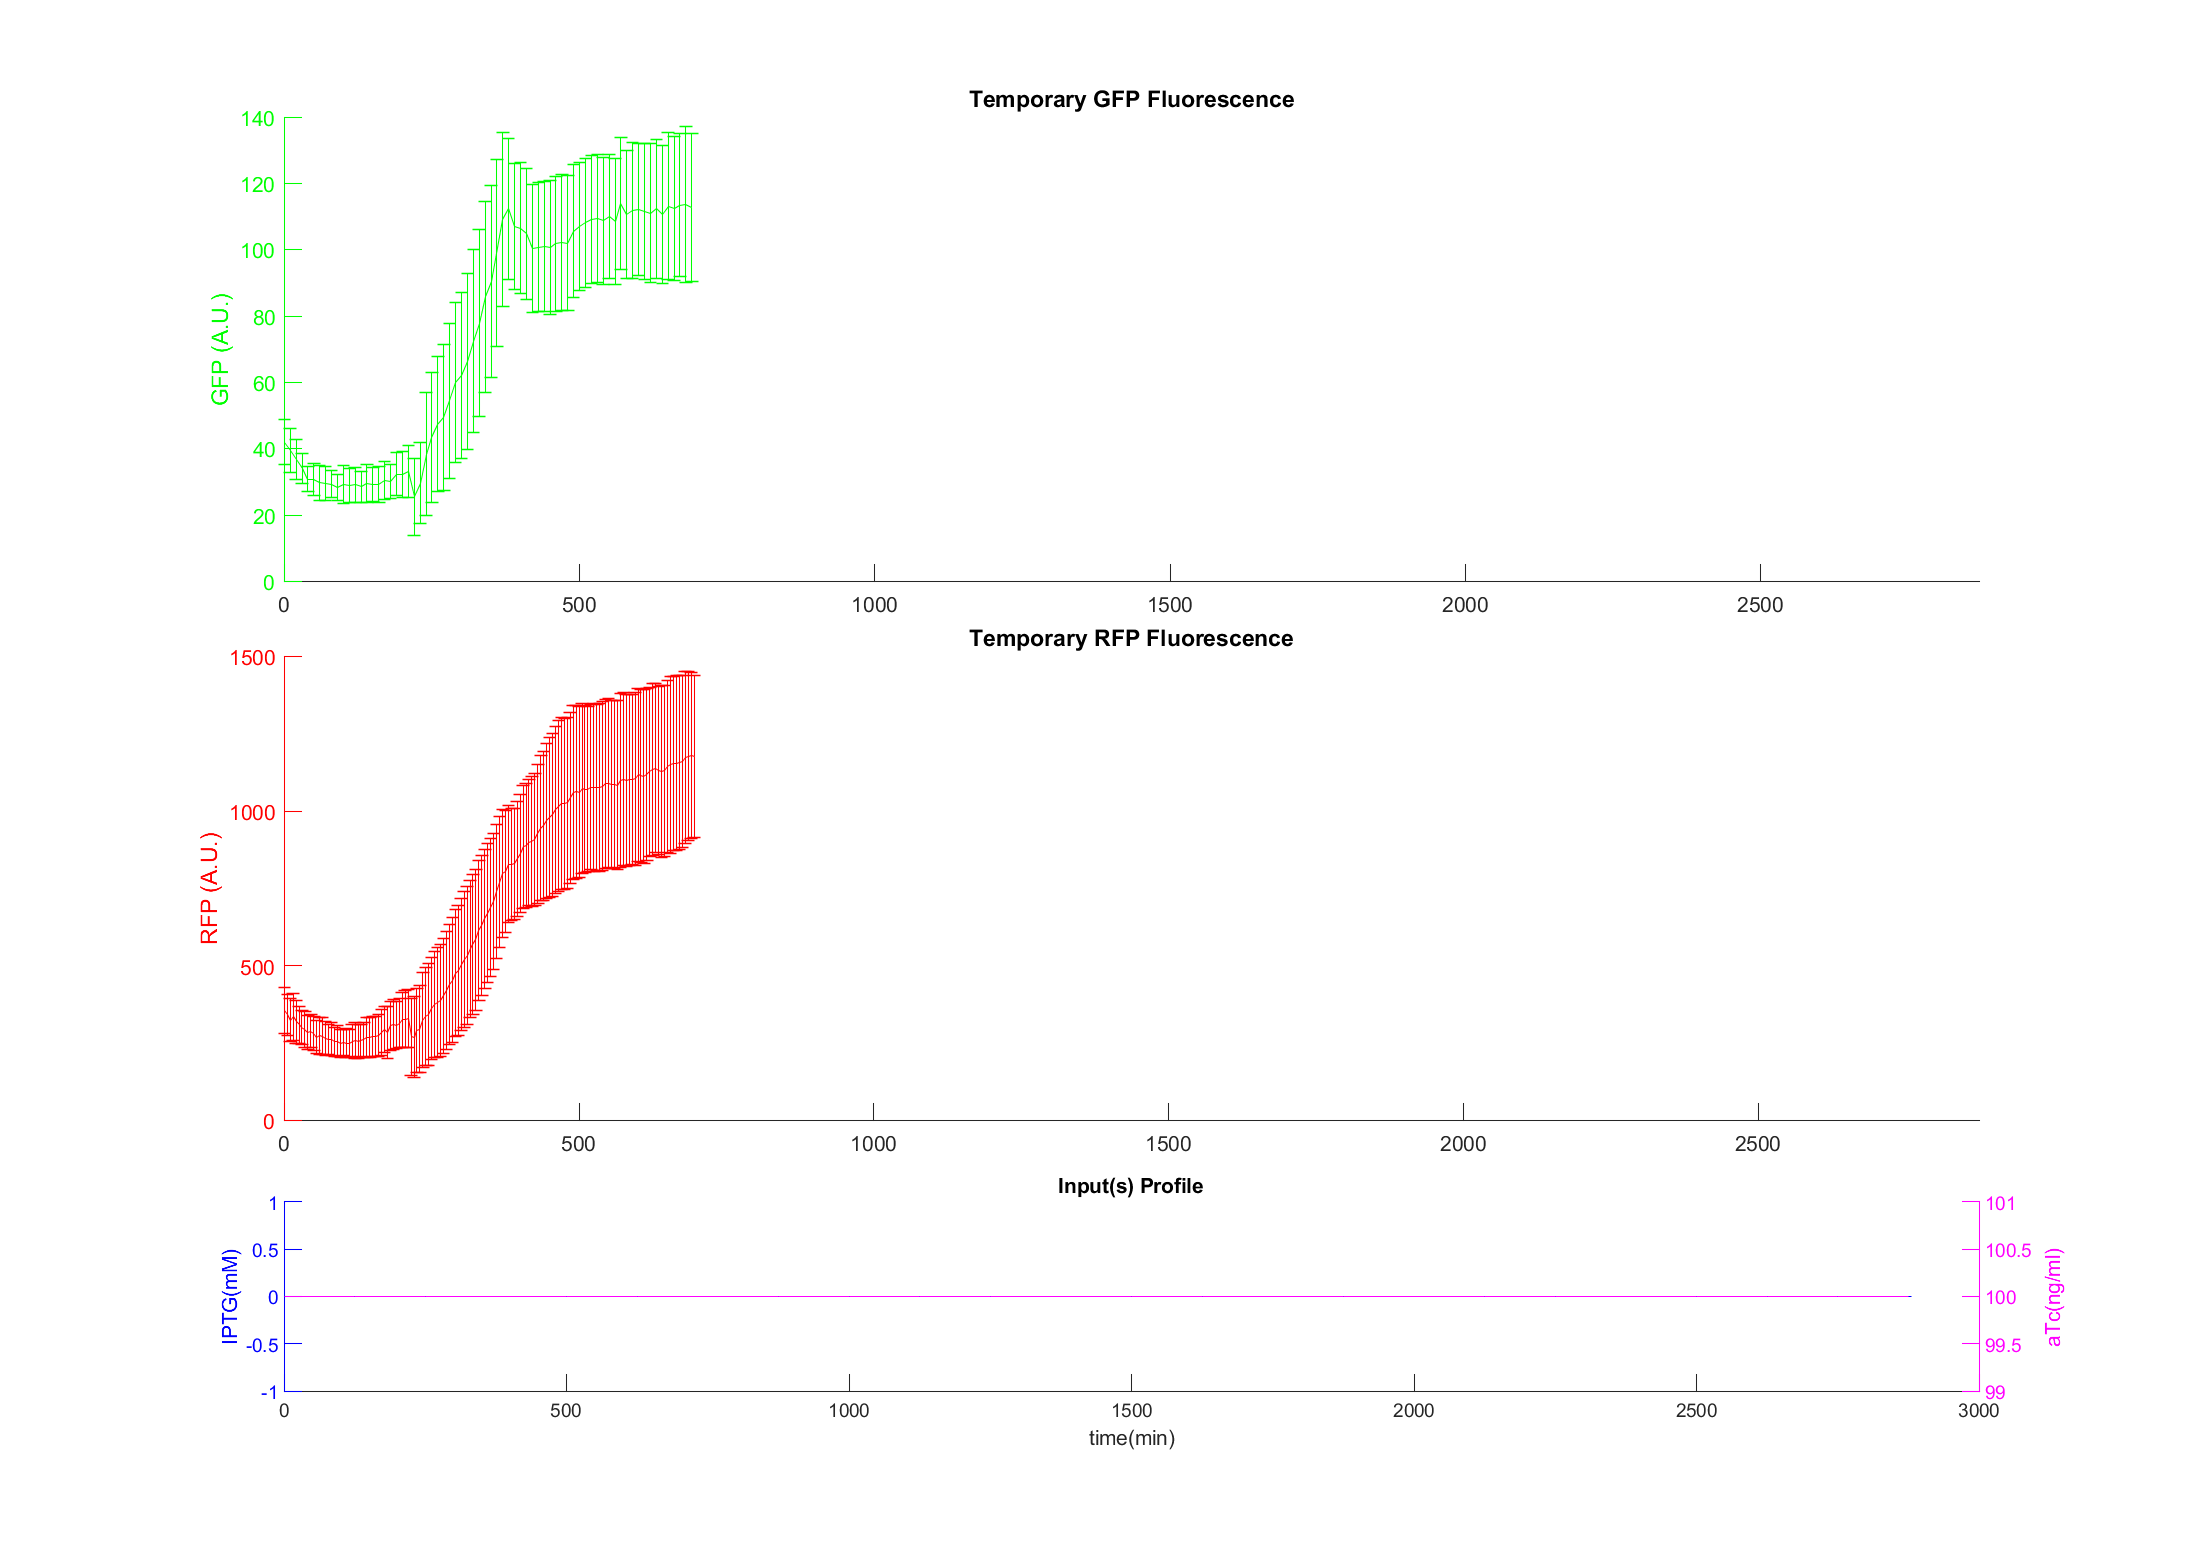 Temporary GFP Fluorescence
140
120
100
80
60
40
20
0
GFP (A.U.)
0 500 1000 1500 2000 2500
Temporary RFP Fluorescence
1500
1000
500
0
RFP (A.U.)
0 500 1000 1500 2000 2500
Input(s) Profile
1
0.5
0
-0.5
-1
IPTG(mM)
101
100.5
100
99.5
99
aTc(ng/ml)
0 500 1000 1500 2000 2500 3000
time(min)